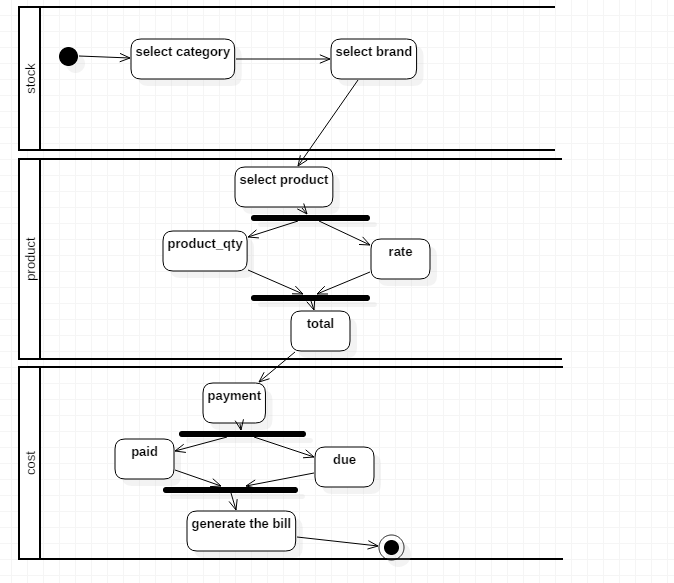 stock
select category
select brand
product
select product
product_qty
rate
total
cost
payment
paid
due
generate the bill